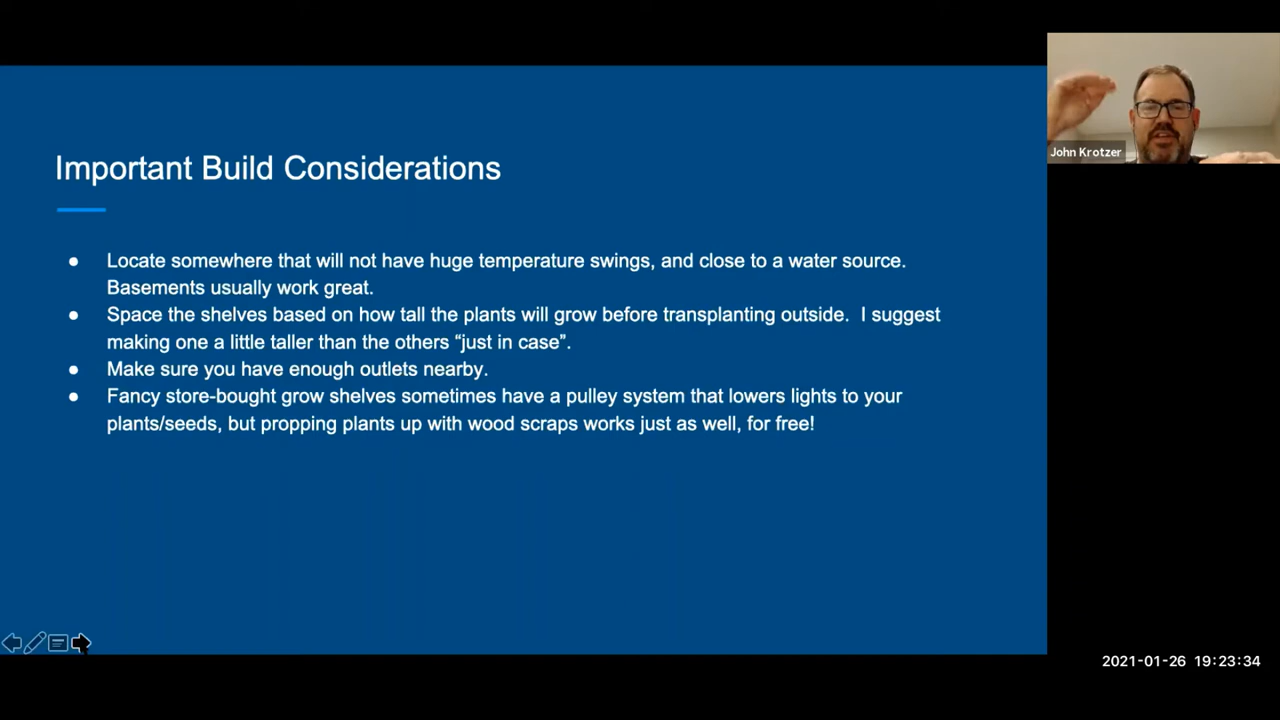 Important Build Considerations
● Locate somewhere that will not have huge temperature swings, and close to a water source.
Basements usually work great.
● Space the shelves based on how tall the plants will grow before transplanting outside.  I suggest
making one a little taller than the others “just in case”.
● Make sure you have enough outlets nearby.
● Fancy store-bought grow shelves sometimes have a pulley system that lowers lights to your
plants/seeds, but propping plants up with wood scraps works just as well, for free!
John Krotzer
2021-01-26 19:23:34